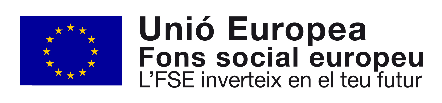 Unió Europea
Fons social europeu
L'FSE inverteix en el teu futur